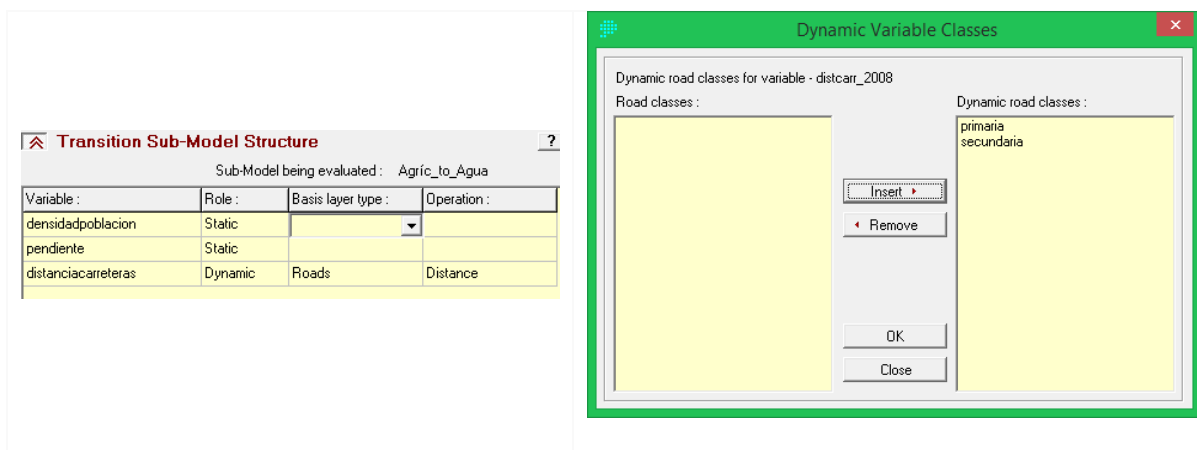 Transition Sub-Model Structure ?
Sub-Model being evaluated : Agríc_to_Agua
Variable : Role : Basis layer type : Operation :
densidadpoblacion Static
pendiente Static
distanciacarreteras Dynamic Roads Distance
Dynamic Variable Classes
Dynamic road classes for variable - distcarr_2008
Road classes : Dynamic road classes :
primaria
secundaria
Insert
Remove
OK
Close